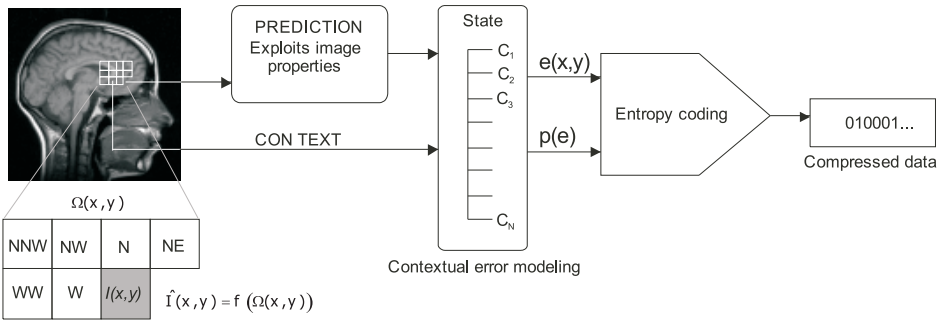 PREDICTION
Exploits image
properties
CON TEXT
State
C1
C2
C3
CN
Contextual error modeling
e(x,y)
p(e)
Entropy coding
010001...
Compressed data
Ω(x,y)
NNW NW N NE
WW W I(x,y)
Î(x,y) = f (Ω(x,y))